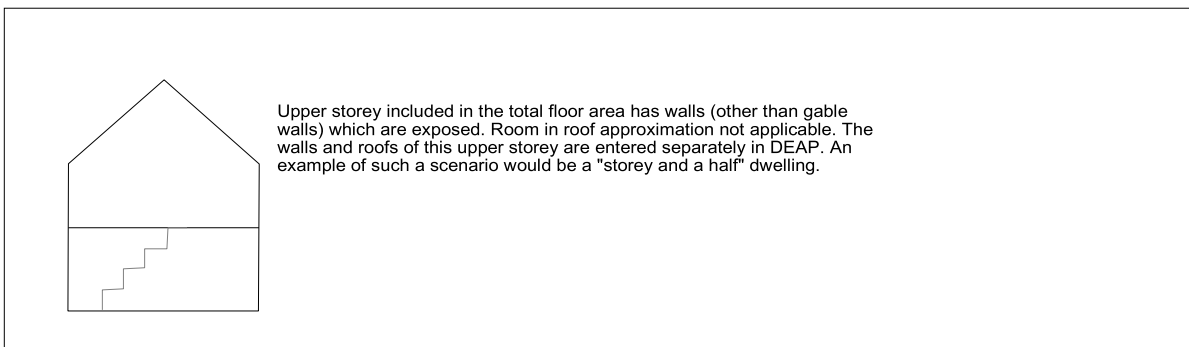 Upper storey included in the total floor area has walls (other than gable
walls) which are exposed. Room in roof approximation not applicable. The
walls and roofs of this upper storey are entered separately in DEAP. An
example of such a scenario would be a "storey and a half" dwelling.